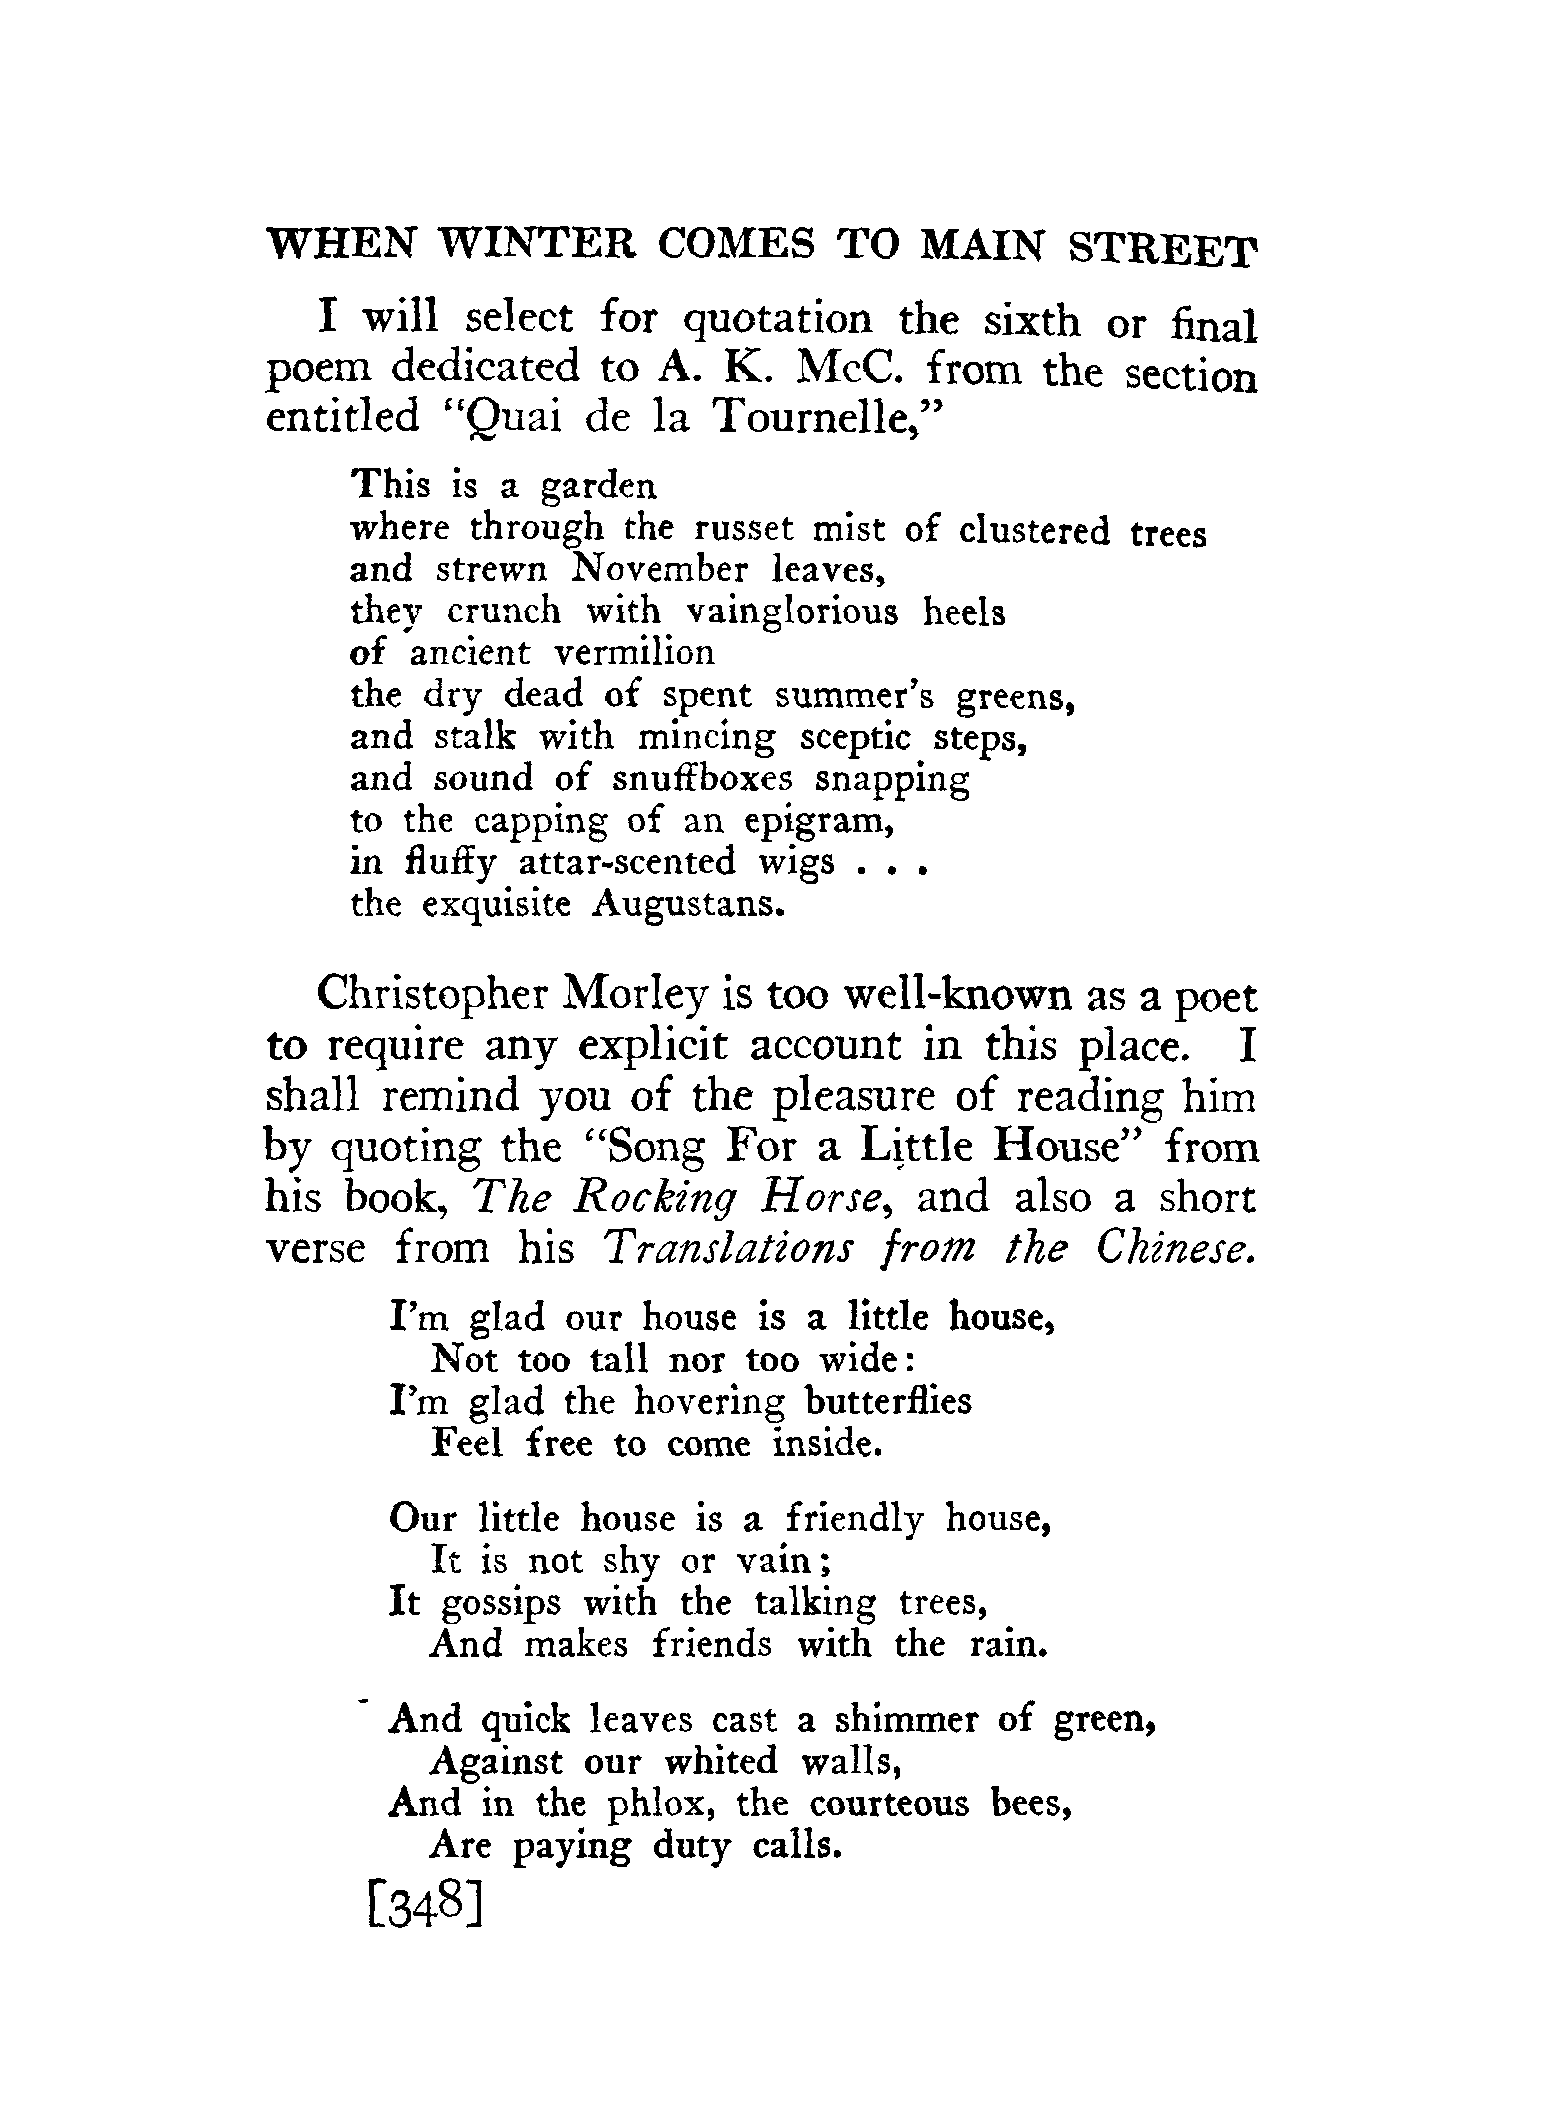 WHEN WINTER COMES TO MAIN STREET
I will select for quotation the sixth or final
poem dedicated to A. K. McC. from the section
entitled "Quai de la Tournelle,"
This is a garden
where through the russet mist of clustered trees
and strewn November leaves,
they crunch with vainglorious heels
of ancient vermilion
the dry dead of spent summer's greens,
and stalk with mincing sceptic steps,
and sound of snuffboxes snapping
to the capping of an epigram,
in fluffy attar-scented wigs . . .
the exquisite Augustans.
Christopher Morley is too well-known as a poet
to require any explicit account in this place. I
shall remind you of the pleasure of reading him
by quoting the "Song For a Little House" from
his book, The Rocking Horse, and also a short
verse from his Translations from the Chinese.
I'm glad our house is a little house,
Not too tall nor too wide:
I'm glad the hovering butterflies
Feel free to come inside.
Our little house is a friendly house,
It is not shy or vain;
It gossips with the talking trees,
And makes friends with the rain.
And quick leaves cast a shimmer of green,
Against our whited walls,
And in the phlox, the courteous bees,
Are paying duty calls.
[348]